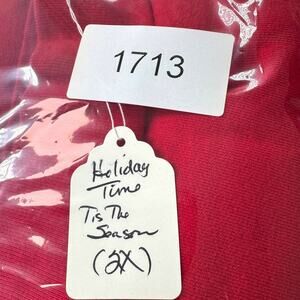 1713
Holiday
Time
Tis The
Season
(2X)